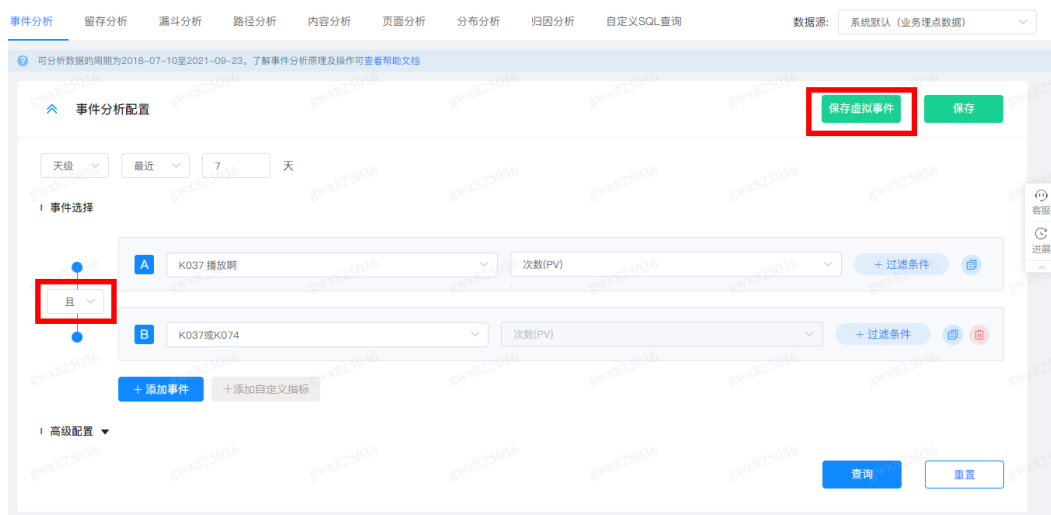 事件分析 留存分析 漏斗分析 路径分析 内容分析 页面分析 分布分析 归因分析 自定义SQL查询 数据源: 系统默认（业务埋点数据）
? 可分析数据的周期为2018-07-10至2021-09-23，了解事件分析原理及操作可查看帮助文档
事件分析配置 保存虚拟事件 保存
天级 最近 7 天
事件选择
客服
进展
A K037 播放啊 次数(PV) + 过滤条件
且
B K037或K074 次数(PV) + 过滤条件
+ 添加事件 +添加自定义指标
高级配置
查询 重置
gwx825036